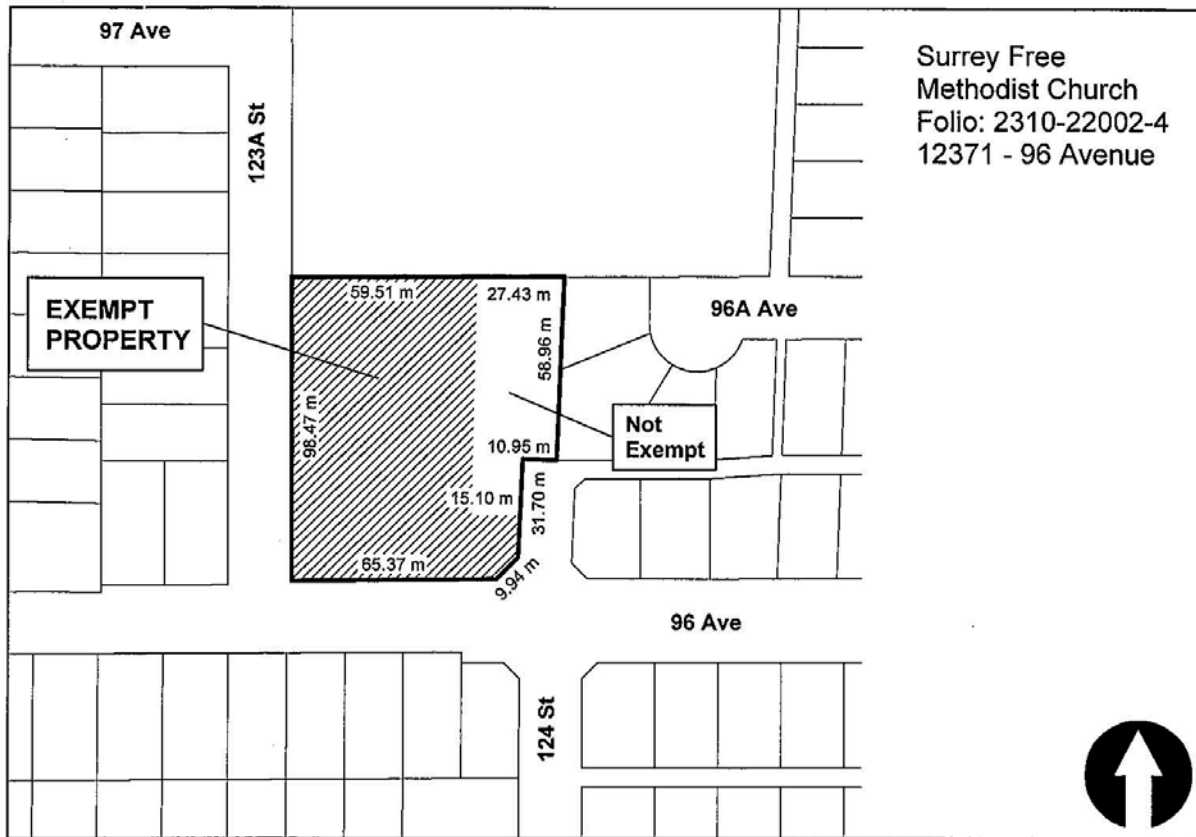 97 Ave
Surrey Free
Methodist Church
Folio: 2310-22002-4
12371 - 96 Avenue
123A St
EXEMPT
PROPERTY
59.51 m
27.43 m
96A Ave
58.96 m
98.47 m
Not
Exempt
10.95 m
15.10 m
31.70 m
65.37 m
9.94 m
96 Ave
124 St